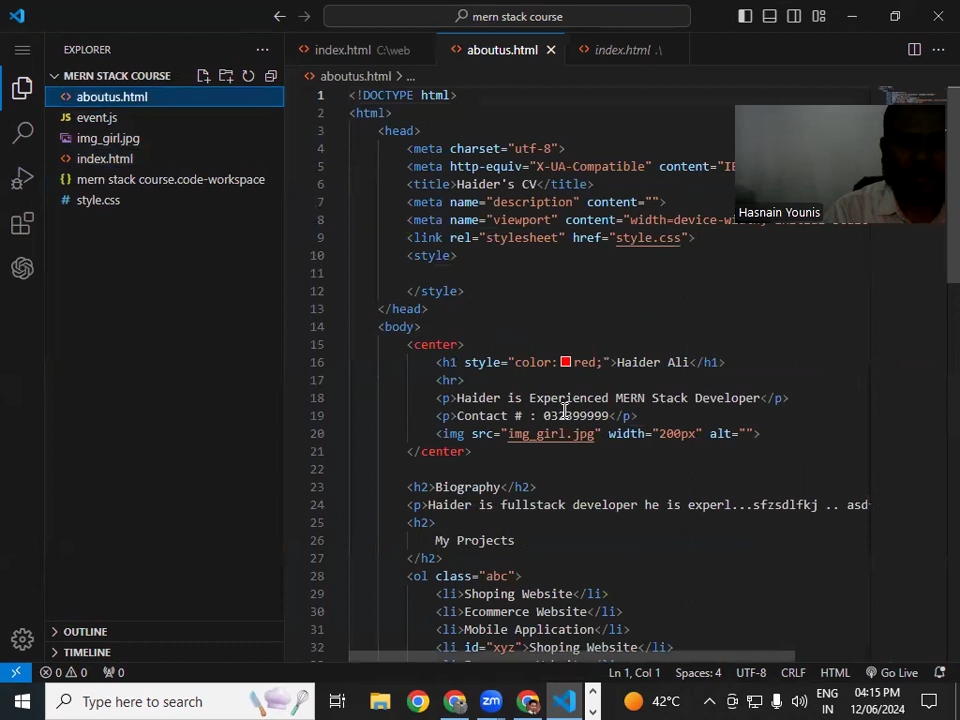 mern stack course
EXPLORER
index.html C:\web
aboutus.html
index.html .\
MERN STACK COURSE
aboutus.html
event.js
img_girl.jpg
index.html
mern stack course.code-workspace
style.css
OUTLINE
TIMELINE
aboutus.html > ...
1 <!DOCTYPE html>
2 <html>
3 <head>
4 <meta charset="utf-8">
5 <meta http-equiv="X-UA-Compatible" content="IE
6 <title>Haider's CV</title>
7 <meta name="description" content="">
8 <meta name="viewport" content="width=device-width, initial-scale
9 <link rel="stylesheet" href="style.css">
10 <style>
11
12 </style>
13 </head>
14 <body>
15 <center>
16 <h1 style="color: red;">Haider Ali</h1>
17 <hr>
18 <p>Haider is Experienced MERN Stack Developer</p>
19 <p>Contact # : 032899999</p>
20 <img src="img_girl.jpg" width="200px" alt="">
21 </center>
22
23 <h2>Biography</h2>
24 <p>Haider is fullstack developer he is experl...sfzsdlfkj .. asd
25 <h2>
26 My Projects
27 </h2>
28 <ol class="abc">
29 <li>Shoping Website</li>
30 <li>Ecommerce Website</li>
31 <li>Mobile Application</li>
32 <li id="xyz">Shoping Website</li>
Hasnain Younis
0 0 0
Ln 1, Col 1 Spaces: 4 UTF-8 CRLF HTML Go Live
Type here to search
42°C
ENG
IN
04:15 PM
12/06/2024